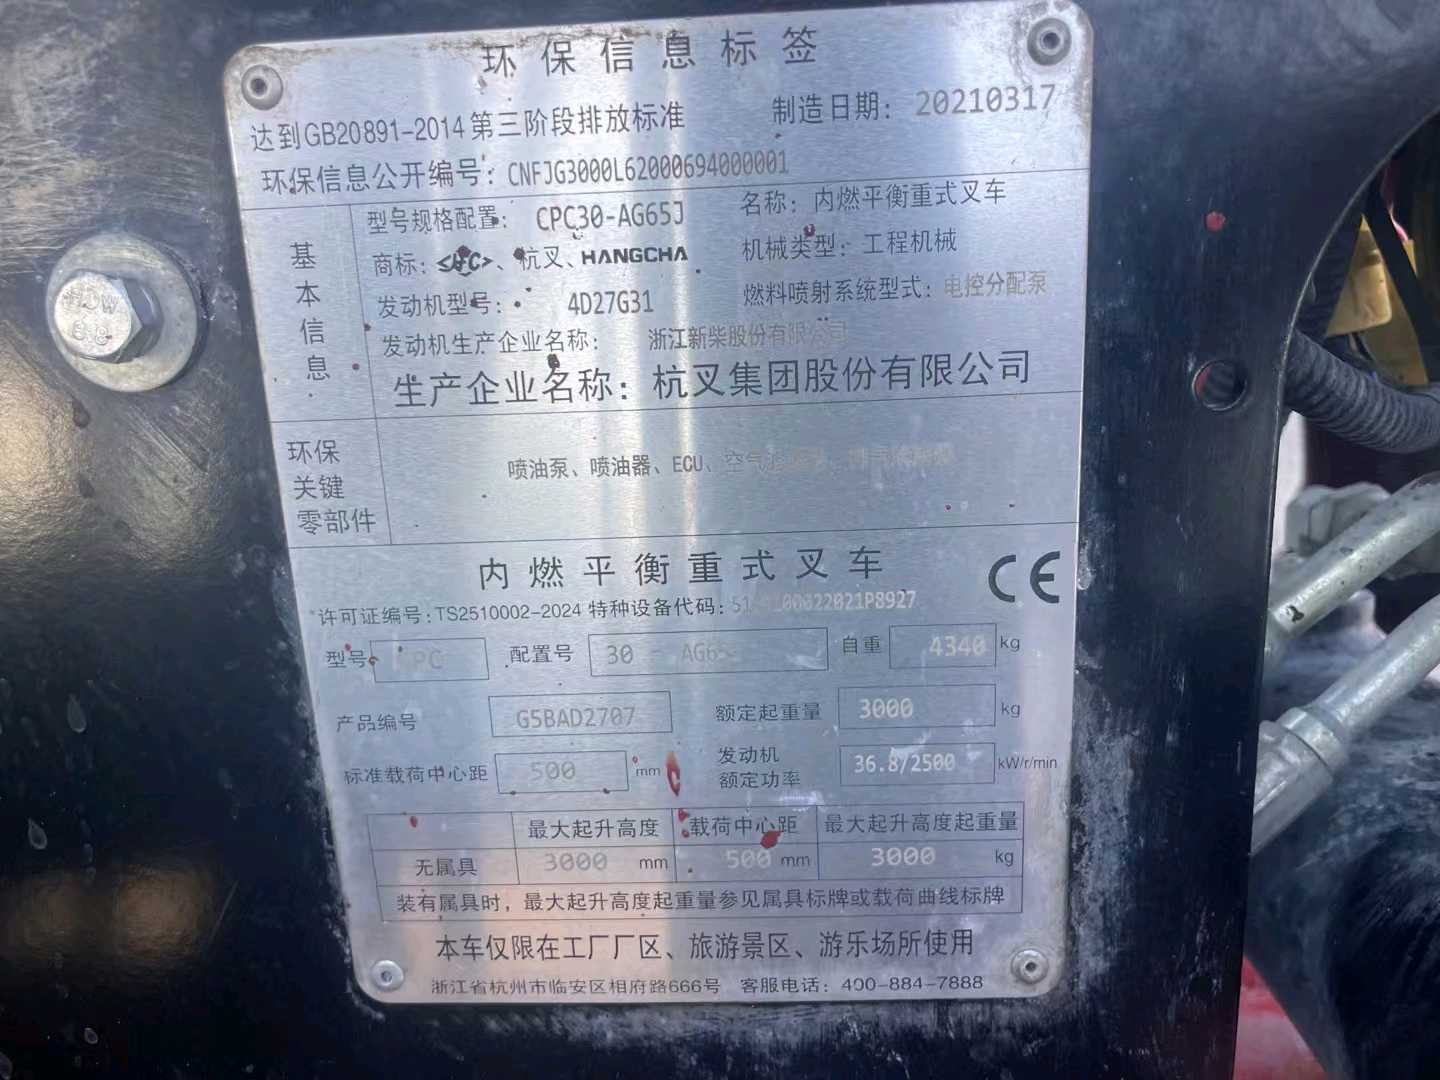 环保信息标签
达到GB20891-2014第三阶段排放标准 制造日期: 20210317
环保信息公开编号: CNFJG3000L62000694000001
基本信息
型号规格配置: CPC30-AG65J 名称: 内燃平衡重式叉车
商标: <HC>、杭叉、HANGCHA 机械类型: 工程机械
发动机型号: 4D27G31 燃料喷射系统型式: 电控分配泵
发动机生产企业名称: 浙江新柴股份有限公司
生产企业名称: 杭叉集团股份有限公司
环保关键零部件
喷油泵、喷油器、ECU、空气
内燃平衡重式叉车 CE
许可证编号: TS2510002-2024 特种设备代码: 100022021P8927
型号 PC 配置号 30 - AG65 自重 4340 kg
产品编号 G5BAD2707 额定起重量 3000 kg
标准载荷中心距 500 mm 发动机额定功率 36.8/2500 kW/r/min
最大起升高度 载荷中心距 最大起升高度起重量
无属具 3000 mm 500 mm 3000 kg
装有属具时，最大起升高度起重量参见属具标牌或载荷曲线标牌
本车仅限在工厂厂区、旅游景区、游乐场所使用
浙江省杭州市临安区相府路666号 客服电话: 400-884-7888